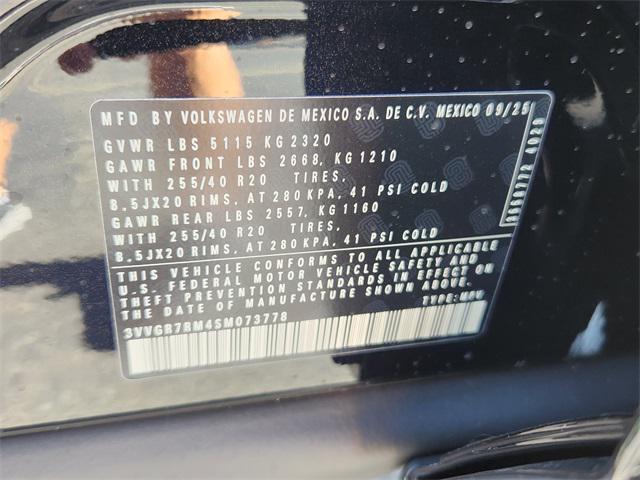 MFD BY VOLKSWAGEN DE MEXICO S.A. DE C.V. MEXICO 09/25
GVWR LBS 5115 KG 2320
GAWR FRONT LBS 2668, KG 1210
WITH 255/40 R20 TIRES,
8.5JX20 RIMS, AT 280 KPA, 41 PSI COLD
GAWR REAR LBS 2557, KG 1160
WITH 255/40 R20 TIRES,
8.5JX20 RIMS, AT 280 KPA, 41 PSI COLD
THIS VEHICLE CONFORMS TO ALL APPLICABLE
U.S. FEDERAL MOTOR VEHICLE SAFETY AND
THEFT PREVENTION STANDARDS IN EFFECT ON
THE DATE OF MANUFACTURE SHOWN ABOVE.
TYPE: MPV
3VVGR7RM4SM073778